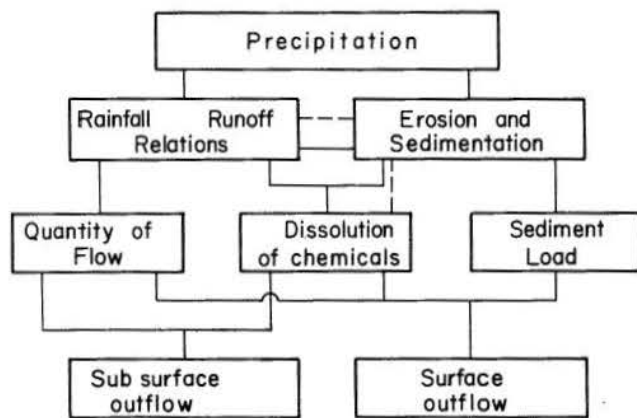 Precipitation
Rainfall Runoff
Relations
Erosion and
Sedimentation
Quantity of
Flow
Dissolution
of chemicals
Sediment
Load
Sub surface
outflow
Surface
outflow